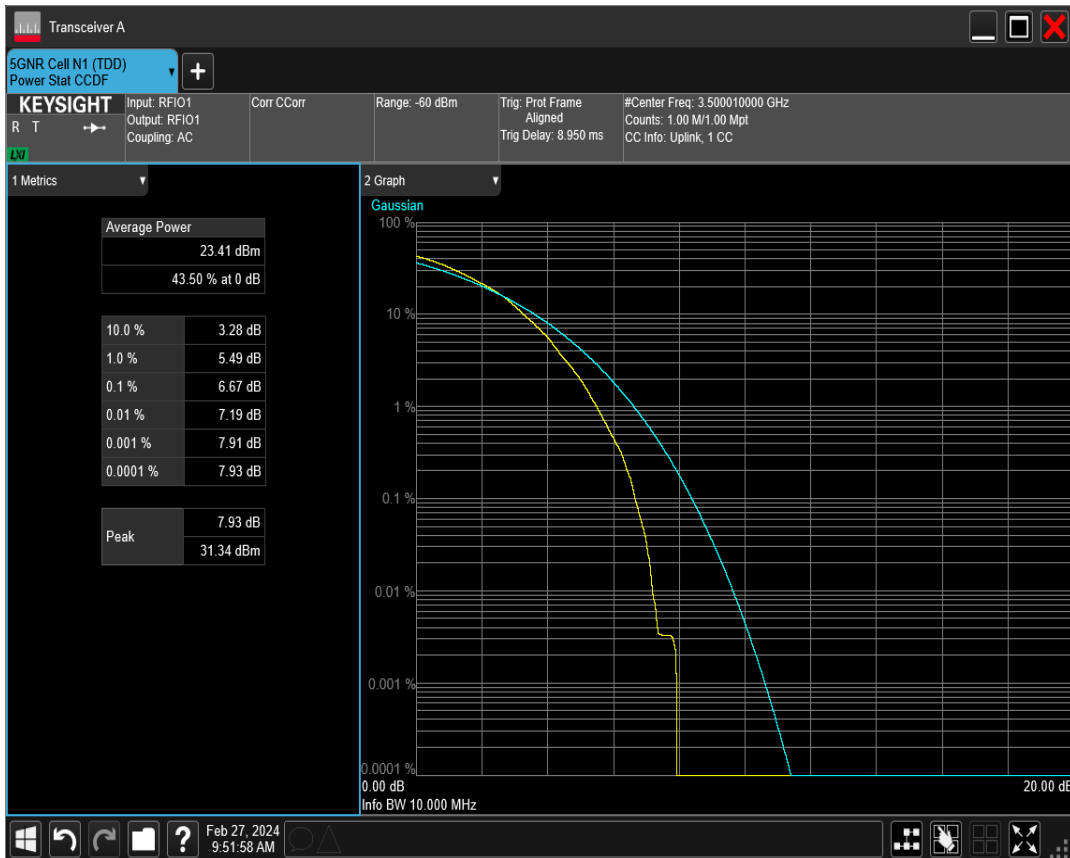 Transceiver A
5GNR Cell N1 (TDD)
Power Stat CCDF
KEYSIGHT
R T
LXI
Input: RFIO1
Output: RFIO1
Coupling: AC
Corr CCorr
Range: -60 dBm
Trig: Prot Frame
Aligned
Trig Delay: 8.950 ms
#Center Freq: 3.500010000 GHz
Counts: 1.00 M/1.00 Mpt
CC Info: Uplink, 1 CC
1 Metrics
Average Power
23.41 dBm
43.50 % at 0 dB
10.0 % 3.28 dB
1.0 % 5.49 dB
0.1 % 6.67 dB
0.01 % 7.19 dB
0.001 % 7.91 dB
0.0001 % 7.93 dB
Peak
7.93 dB
31.34 dBm
2 Graph
Gaussian
100 %
10 %
1 %
0.1 %
0.01 %
0.001 %
0.0001 %
0.00 dB
20.00 dB
Info BW 10.000 MHz
?
Feb 27, 2024
9:51:58 AM